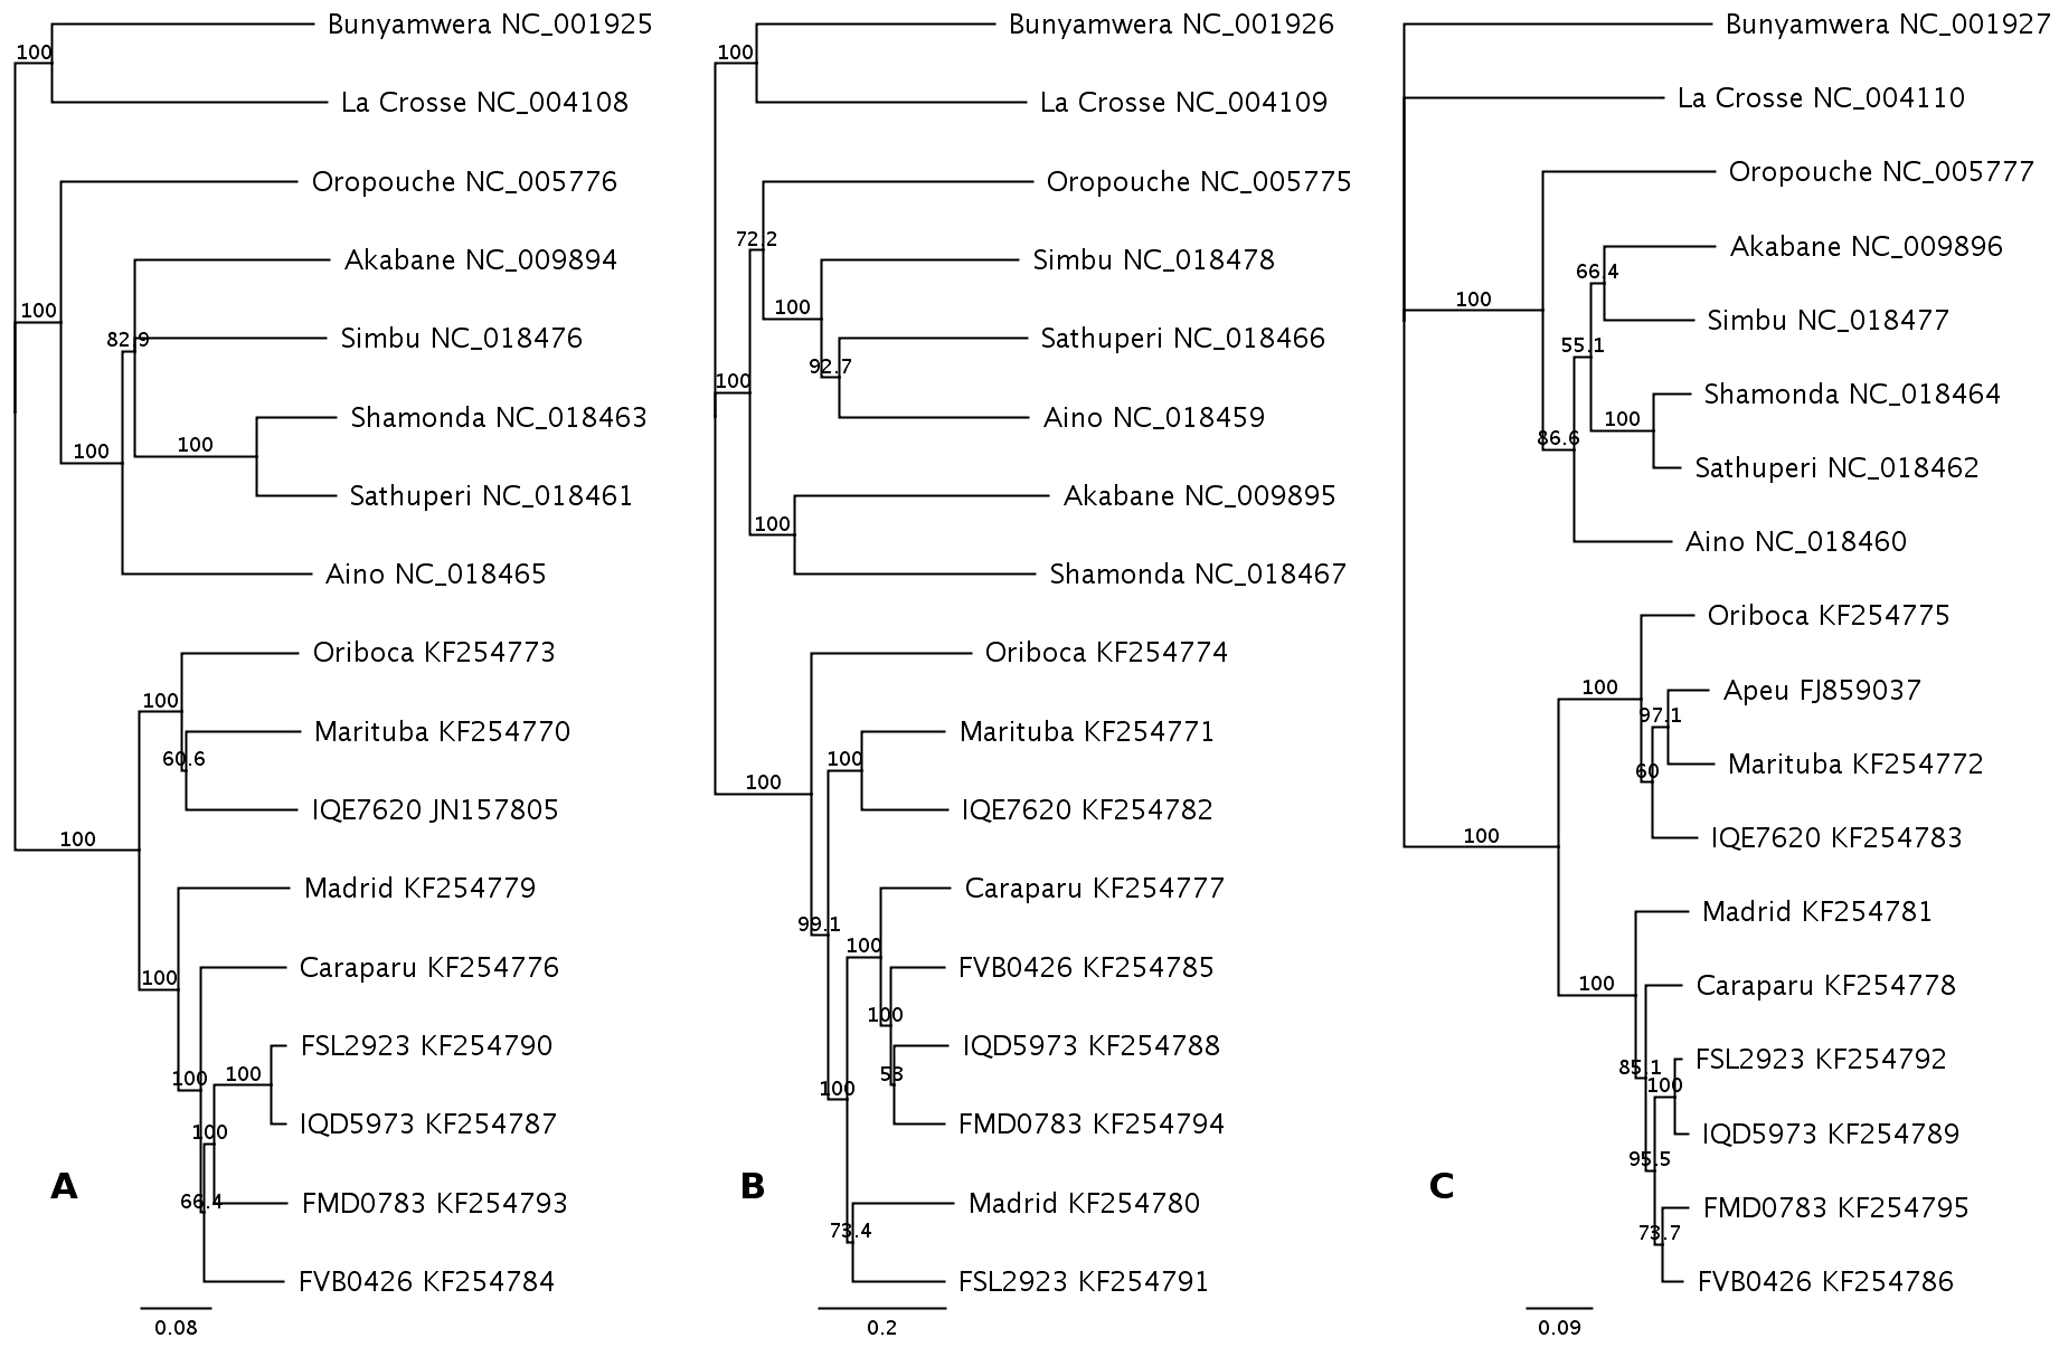 Bunyamwera NC_001925
100
La Crosse NC_004108
Oropouche NC_005776
Akabane NC_009894
100
82.9
Simbu NC_018476
Shamonda NC_018463
100
100
Sathuperi NC_018461
Aino NC_018465
Oriboca KF254773
100
Marituba KF254770
60.6
IQE7620 JN157805
100
Madrid KF254779
Caraparu KF254776
100
FSL2923 KF254790
100
100
IQD5973 KF254787
100
FMD0783 KF254793
66.4
FVB0426 KF254784
A
0.08
Bunyamwera NC_001926
100
La Crosse NC_004109
Oropouche NC_005775
72.2
Simbu NC_018478
100
Sathuperi NC_018466
92.7
100
Aino NC_018459
Akabane NC_009895
100
Shamonda NC_018467
Oriboca KF254774
Marituba KF254771
100
100
IQE7620 KF254782
Caraparu KF254777
99.1
100
FVB0426 KF254785
100
IQD5973 KF254788
53
100
FMD0783 KF254794
Madrid KF254780
73.4
FSL2923 KF254791
B
0.2
Bunyamwera NC_001927
La Crosse NC_004110
Oropouche NC_005777
Akabane NC_009896
66.4
100
Simbu NC_018477
55.1
Shamonda NC_018464
100
86.6
Sathuperi NC_018462
Aino NC_018460
Oriboca KF254775
100
Apeu FJ859037
97.1
Marituba KF254772
60
IQE7620 KF254783
100
Madrid KF254781
100
Caraparu KF254778
FSL2923 KF254792
85.1
100
IQD5973 KF254789
95.5
FMD0783 KF254795
73.7
FVB0426 KF254786
C
0.09